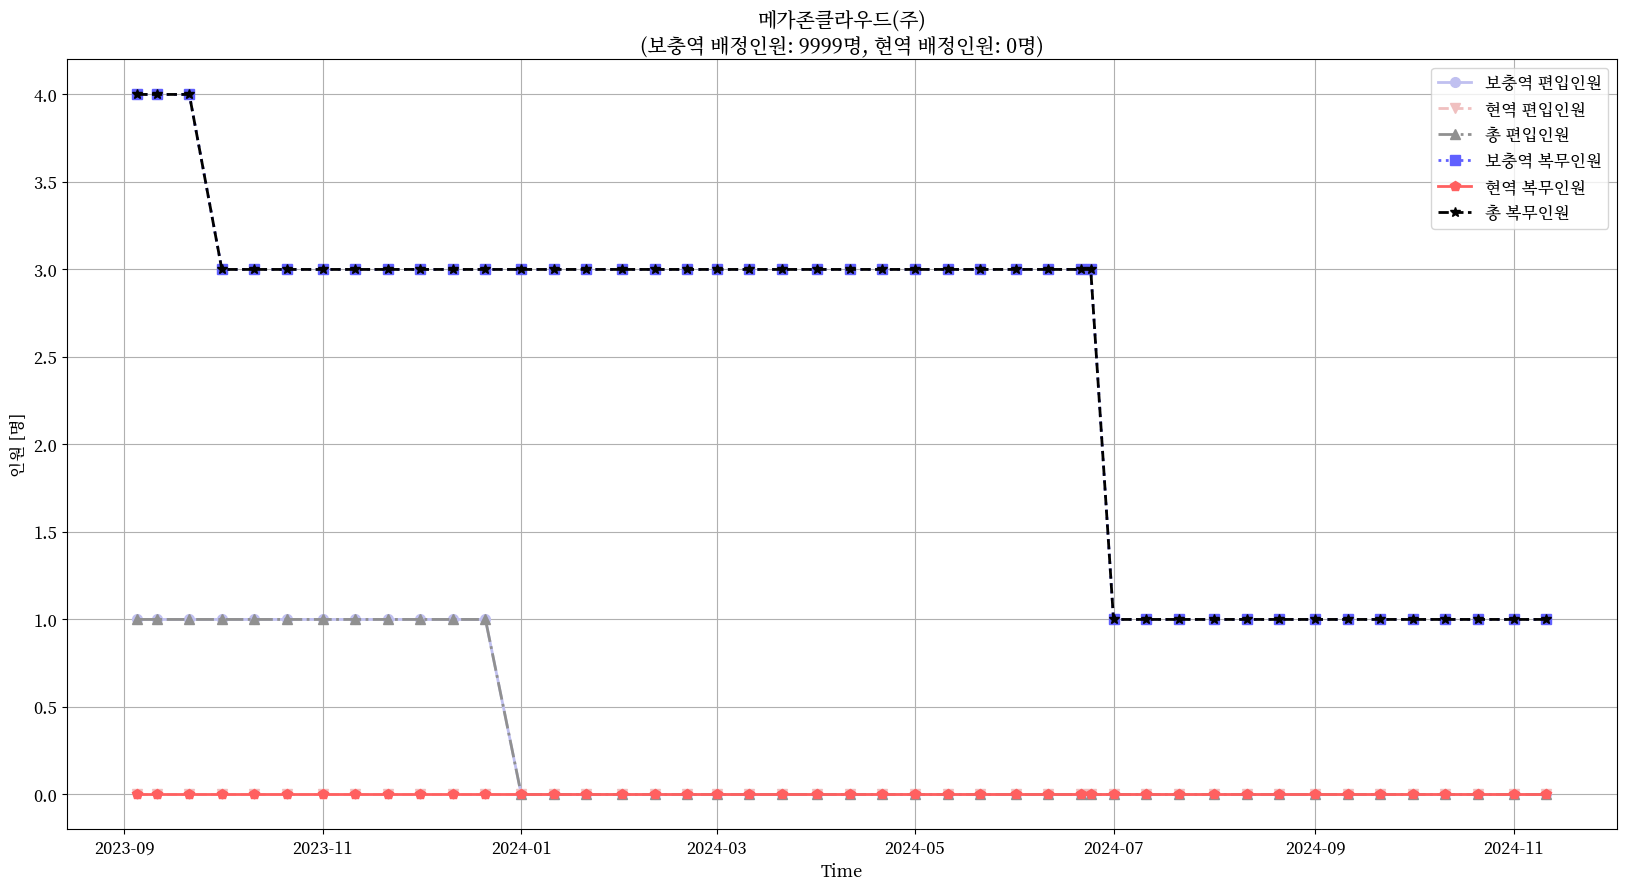 메가존클라우드(주)
(보충역 배정인원: 9999명, 현역 배정인원: 0명)
보충역 편입인원
현역 편입인원
총 편입인원
보충역 복무인원
현역 복무인원
총 복무인원
인원 [명]
4.0
3.5
3.0
2.5
2.0
1.5
1.0
0.5
0.0
2023-09
2023-11
2024-01
2024-03
2024-05
2024-07
2024-09
2024-11
Time